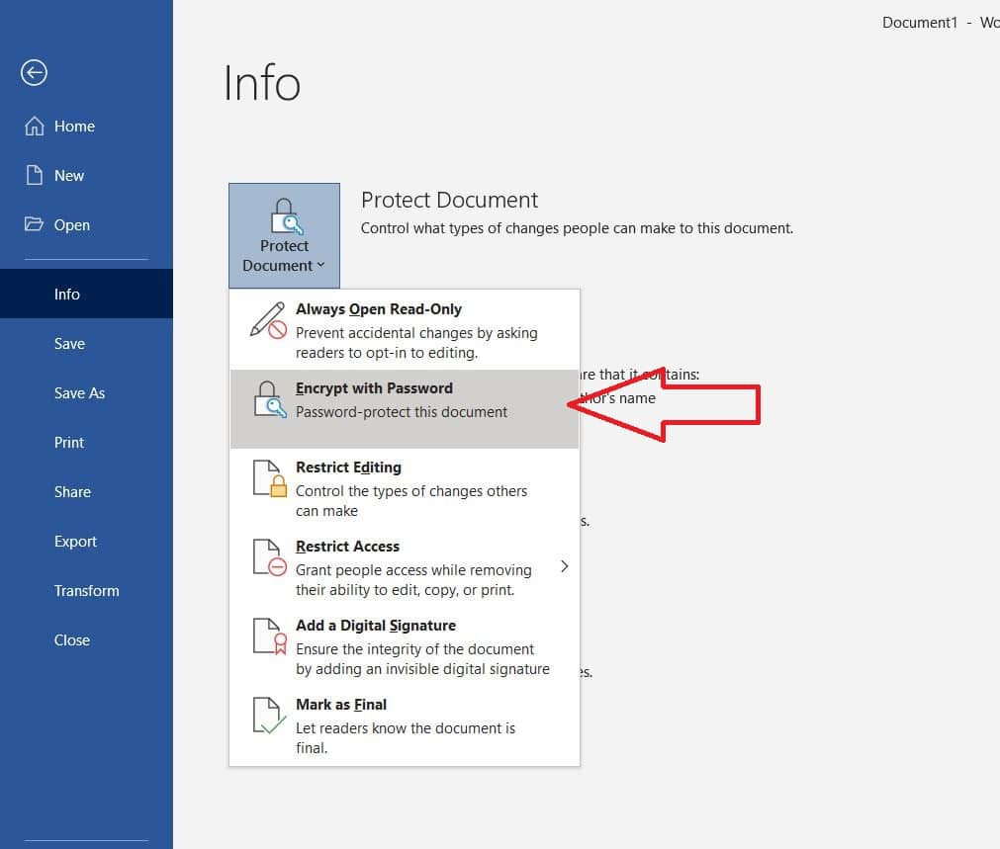 Document1 - Wo
Info
Home
New
Open
Info
Save
Save As
Print
Share
Export
Transform
Close
Protect Document
Control what types of changes people can make to this document.
Protect
Document
Always Open Read-Only
Prevent accidental changes by asking
readers to opt-in to editing.
Encrypt with Password
Password-protect this document
re that it contains:
thor's name
Restrict Editing
Control the types of changes others
can make
s.
Restrict Access
Grant people access while removing
their ability to edit, copy, or print.
Add a Digital Signature
Ensure the integrity of the document
by adding an invisible digital signature
es.
Mark as Final
Let readers know the document is
final.